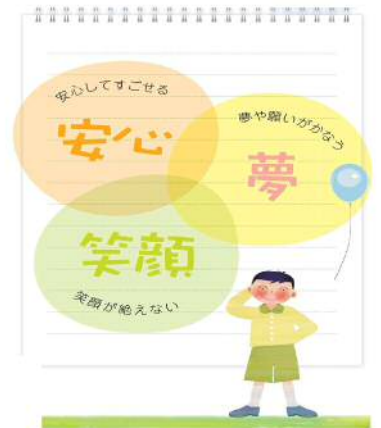 安心してすごせる
安心
夢や願いがかなう
夢
笑顔
笑顔が絶えない